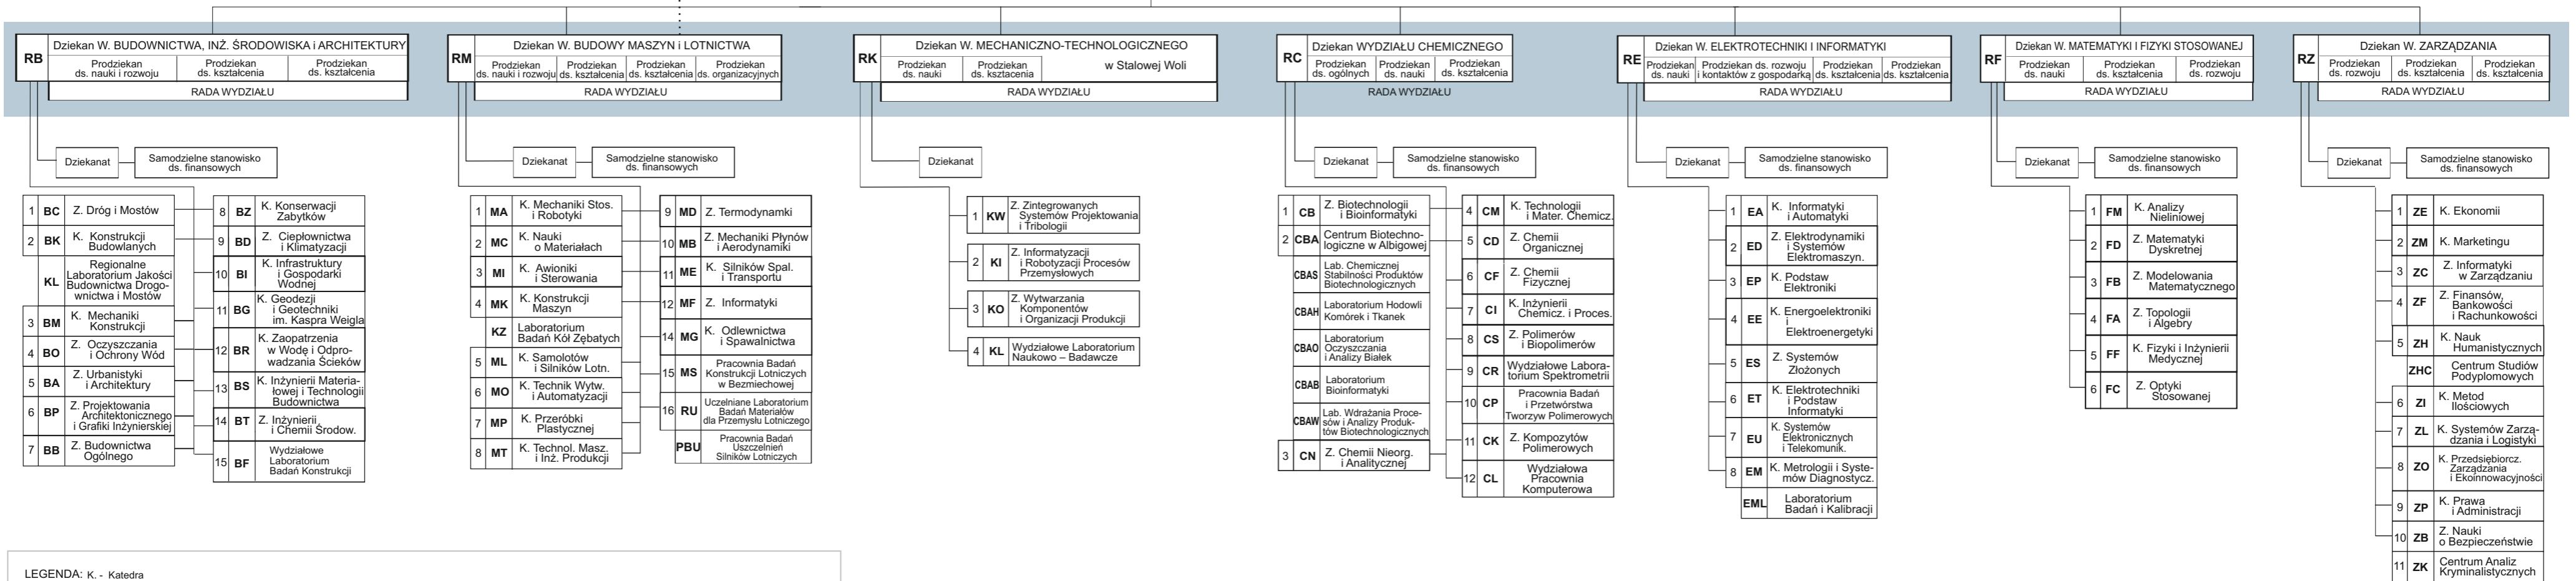 RB
Dziekan W. BUDOWNICTWA, INŻ. ŚRODOWISKA i ARCHITEKTURY
Prodziekan
ds. nauki i rozwoju
Prodziekan
ds. kształcenia
Prodziekan
ds. kształcenia
RADA WYDZIAŁU
Dziekanat
Samodzielne stanowisko
ds. finansowych
1 BC Z. Dróg i Mostów
2 BK K. Konstrukcji
Budowlanych
KL Regionalne
Laboratorium Jakości
Budownictwa Drogo-
wnictwa i Mostów
3 BM K. Mechaniki
Konstrukcji
4 BO Z. Oczyszczania
i Ochrony Wód
5 BA Z. Urbanistyki
i Architektury
6 BP Z. Projektowania
Architektonicznego
i Grafiki Inżynierskiej
7 BB Z. Budownictwa
Ogólnego
8 BZ K. Konserwacji
Zabytków
9 BD Z. Ciepłownictwa
i Klimatyzacji
10 BI K. Infrastruktury
i Gospodarki
Wodnej
11 BG K. Geodezji
i Geotechniki
im. Kaspra Weigla
12 BR K. Zaopatrzenia
w Wodę i Odpro-
wadzania Ścieków
13 BS K. Inżynierii Materia-
łowej i Technologii
Budownictwa
14 BT Z. Inżynierii
i Chemii Środow.
15 BF Wydziałowe
Laboratorium
Badań Konstrukcji
RM
Dziekan W. BUDOWY MASZYN i LOTNICTWA
Prodziekan
ds. nauki i rozwoju
Prodziekan
ds. kształcenia
Prodziekan
ds. kształcenia
Prodziekan
ds. organizacyjnych
RADA WYDZIAŁU
Dziekanat
Samodzielne stanowisko
ds. finansowych
1 MA K. Mechaniki Stos.
i Robotyki
2 MC K. Nauki
o Materiałach
3 MI K. Awioniki
i Sterowania
4 MK K. Konstrukcji
Maszyn
KZ Laboratorium
Badań Kół Zębatych
5 ML K. Samolotów
i Silników Lotn.
6 MO K. Technik Wytw.
i Automatyzacji
7 MP K. Przeróbki
Plastycznej
8 MT K. Technol. Masz.
i Inż. Produkcji
9 MD Z. Termodynamki
10 MB Z. Mechaniki Płynów
i Aerodynamiki
11 ME K. Silników Spal.
i Transportu
12 MF Z. Informatyki
14 MG K. Odlewnictwa
i Spawalnictwa
15 MS Pracownia Badań
Konstrukcji Lotniczych
w Bezmiechowej
16 RU Uczelniane Laboratorium
Badań Materiałów
dla Przemysłu Lotniczego
PBU Pracownia Badań
Uszczelnień
Silników Lotniczych
RK
Dziekan W. MECHANICZNO-TECHNOLOGICZNEGO
w Stalowej Woli
Prodziekan
ds. nauki
Prodziekan
ds. kształcenia
RADA WYDZIAŁU
Dziekanat
1 KW Z. Zintegrowanych
Systemów Projektowania
i Tribologii
2 KI Z. Informatyzacji
i Robotyzacji Procesów
Przemysłowych
3 KO Z. Wytwarzania
Komponentów
i Organizacji Produkcji
4 KL Wydziałowe Laboratorium
Naukowo – Badawcze
RC
Dziekan WYDZIAŁU CHEMICZNEGO
Prodziekan
ds. ogólnych
Prodziekan
ds. nauki
Prodziekan
ds. kształcenia
RADA WYDZIAŁU
Dziekanat
Samodzielne stanowisko
ds. finansowych
1 CB Z. Biotechnologii
i Bioinformatyki
2 CBA Centrum Biotechno-
logiczne w Albigowej
CBAS Lab. Chemicznej
Stabilności Produktów
Biotechnologicznych
CBAH Laboratorium Hodowli
Komórek i Tkanek
CBAO Laboratorium
Oczyszczania
i Analizy Białek
CBAB Laboratorium
Bioinformatyki
CBAW Lab. Wdrażania Proce-
sów i Analizy Produk-
tów Biotechnologicznych
3 CN Z. Chemii Nieorg.
i Analitycznej
4 CM K. Technologii
i Mater. Chemicz.
5 CD Z. Chemii
Organicznej
6 CF Z. Chemii
Fizycznej
7 CI K. Inżynierii
Chemicz. i Proces.
8 CS Z. Polimerów
i Biopolimerów
9 CR Wydziałowe Labora-
torium Spektrometrii
10 CP Pracownia Badań
i Przetwórstwa
Tworzyw Polimerowych
11 CK Z. Kompozytów
Polimerowych
12 CL Wydziałowa
Pracownia
Komputerowa
RE
Dziekan W. ELEKTROTECHNIKI I INFORMATYKI
Prodziekan
ds. nauki
Prodziekan ds. rozwoju
i kontaktów z gospodarką
Prodziekan
ds. kształcenia
Prodziekan
ds. kształcenia
RADA WYDZIAŁU
Dziekanat
Samodzielne stanowisko
ds. finansowych
1 EA K. Informatyki
i Automatyki
2 ED Z. Elektrodynamiki
i Systemów
Elektromaszyn.
3 EP K. Podstaw
Elektroniki
4 EE K. Energoelektroniki
i
Elektroenergetyki
5 ES Z. Systemów
Złożonych
6 ET K. Elektrotechniki
i Podstaw
Informatyki
7 EU K. Systemów
Elektronicznych
i Telekomunik.
8 EM K. Metrologii i Syste-
mów Diagnostycz.
EML Laboratorium
Badań i Kalibracji
RF
Dziekan W. MATEMATYKI I FIZYKI STOSOWANEJ
Prodziekan
ds. nauki
Prodziekan
ds. kształcenia
Prodziekan
ds. rozwoju
RADA WYDZIAŁU
Dziekanat
Samodzielne stanowisko
ds. finansowych
1 FM K. Analizy
Nieliniowej
2 FD Z. Matematyki
Dyskretnej
3 FB Z. Modelowania
Matematycznego
4 FA Z. Topologii
i Algebry
5 FF K. Fizyki i Inżynierii
Medycznej
6 FC Z. Optyki
Stosowanej
RZ
Dziekan W. ZARZĄDZANIA
Prodziekan
ds. rozwoju
Prodziekan
ds. kształcenia
Prodziekan
ds. kształcenia
RADA WYDZIAŁU
Dziekanat
Samodzielne stanowisko
ds. finansowych
1 ZE K. Ekonomii
2 ZM K. Marketingu
3 ZC Z. Informatyki
w Zarządzaniu
4 ZF Z. Finansów,
Bankowości
i Rachunkowości
5 ZH K. Nauk
Humanistycznych
ZHC Centrum Studiów
Podyplomowych
6 ZI K. Metod
Ilościowych
7 ZL K. Systemów Zarzą-
dzania i Logistyki
8 ZO K. Przedsiębiorcz.
Zarządzania
i Ekoinnowacyjności
9 ZP K. Prawa
i Administracji
10 ZB Z. Nauki
o Bezpieczeństwie
11 ZK Centrum Analiz
Kryminalistycznych
LEGENDA: K. - Katedra